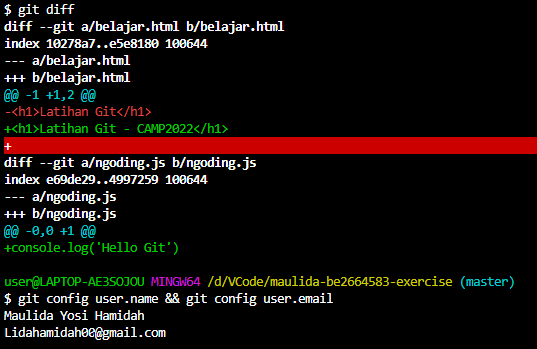 $ git diff
diff --git a/belajar.html b/belajar.html
index 10278a7..e5e8180 100644
--- a/belajar.html
+++ b/belajar.html
@@ -1 +1,2 @@
-<h1>Latihan Git</h1>
+<h1>Latihan Git - CAMP2022</h1>
+
diff --git a/ngoding.js b/ngoding.js
index e69de29..4997259 100644
--- a/ngoding.js
+++ b/ngoding.js
@@ -0,0 +1 @@
+console.log('Hello Git')
user@LAPTOP-AE3SOJOU MINGW64 /d/VCode/maulida-be2664583-exercise (master)
$ git config user.name && git config user.email
Maulida Yosi Hamidah
Lidahamidah00@gmail.com